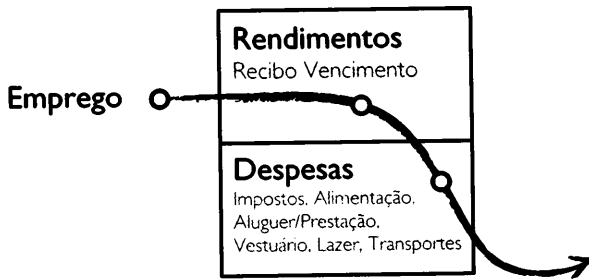 Rendimentos
Recibo Vencimento
Emprego
Despesas
Impostos, Alimentação,
Aluguer/Prestação,
Vestuário, Lazer, Transportes